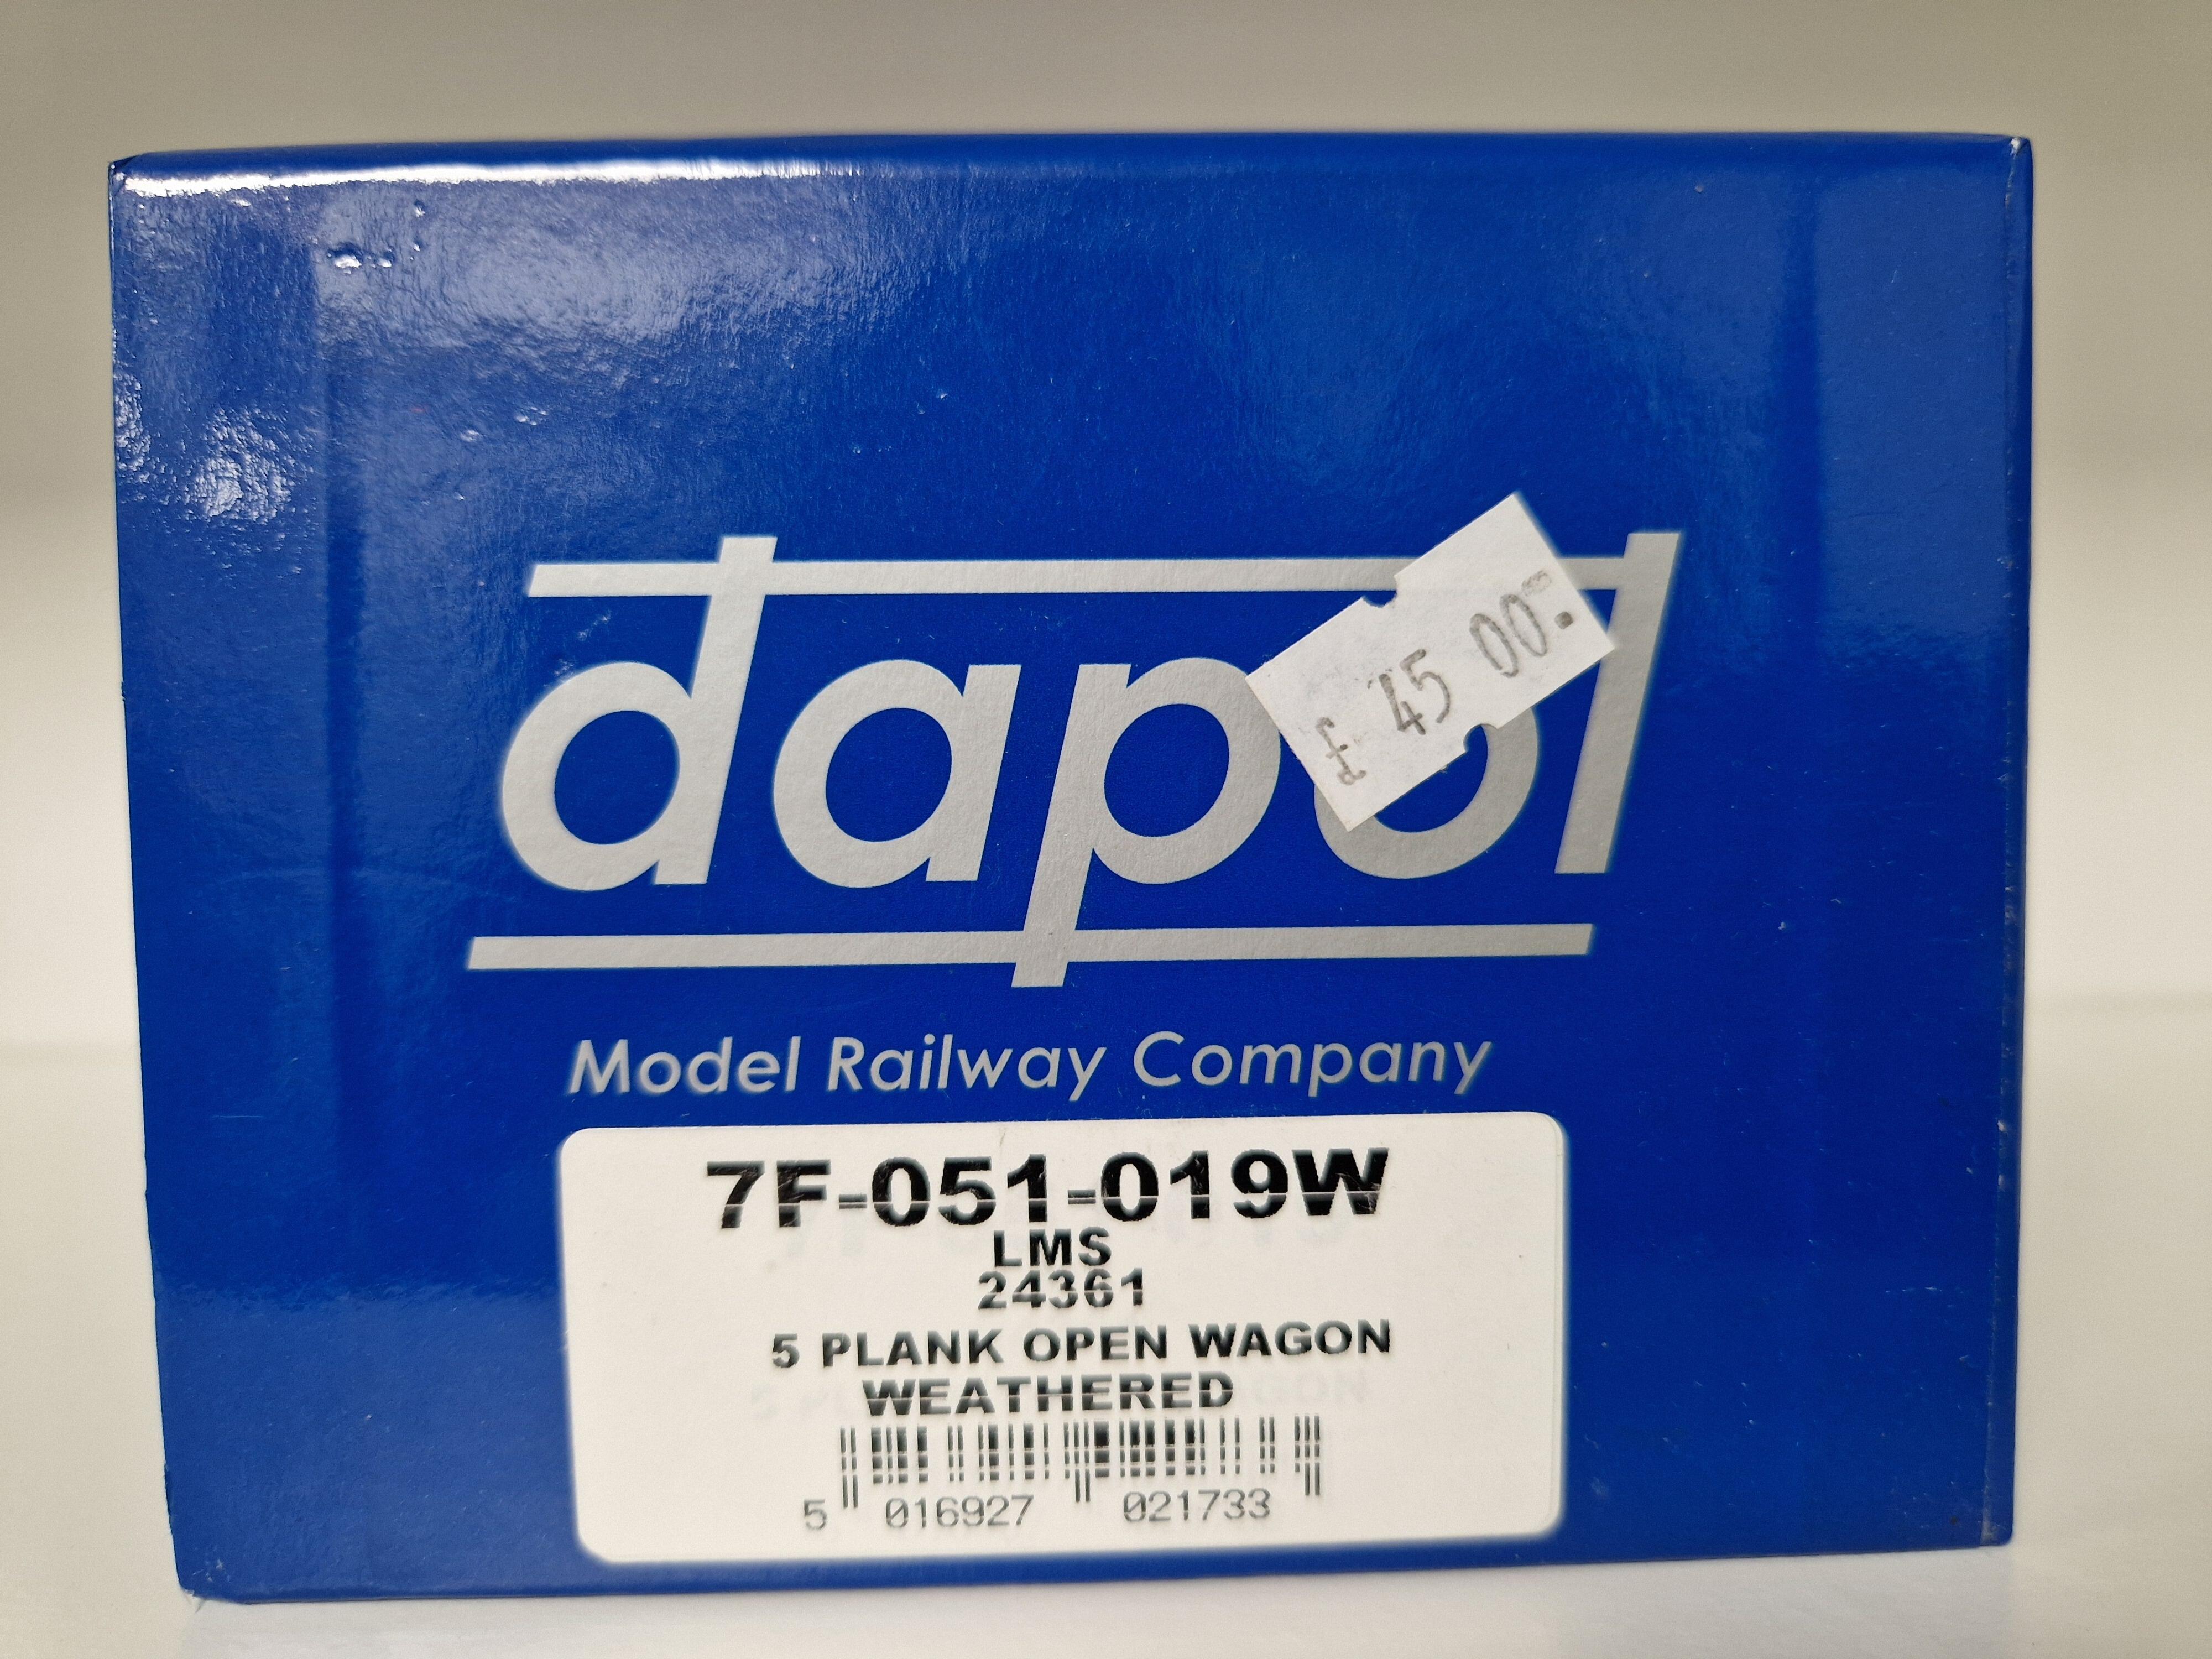 dapol
£ 45 00
Model Railway Company
7F-051-019W
LMS
24361
5 PLANK OPEN WAGON
WEATHERED
5 016927 021733